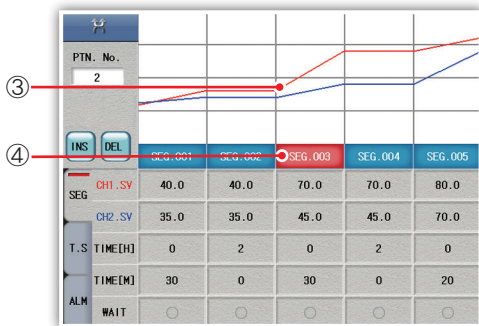 PTN. No.
2
③
INS DEL
④
SEG.001 SEG.002 SEG.003 SEG.004 SEG.005
SEG
CH1.SV 40.0 40.0 70.0 70.0 80.0
CH2.SV 35.0 35.0 45.0 45.0 70.0
T.S TIME[H] 0 2 0 2 0
TIME[M] 30 0 30 0 20
ALM
WAIT